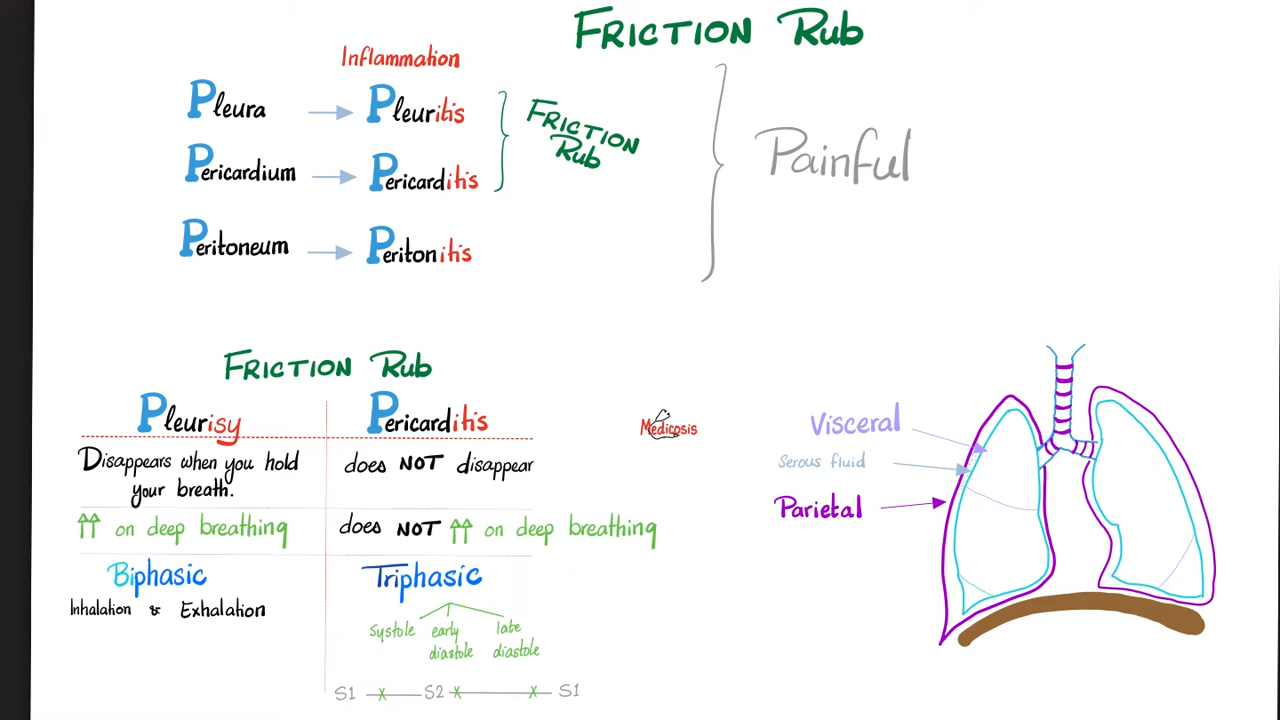 FRICTION Rub
Inflammation
Pleura
Pleuritis
Pericardium
Pericarditis
Peritoneum
Peritonitis
FRICTION
Rub
Painful
FRICTION Rub
Pleurisy
Pericarditis
Disappears when you hold
your breath.
does NOT disappear
↑↑ on deep breathing
does NOT ↑↑ on deep breathing
Biphasic
Triphasic
Inhalation & Exhalation
systole
early
diastole
late
diastole
S1
S2
S1
Medicosis
Visceral
Serous fluid
Parietal